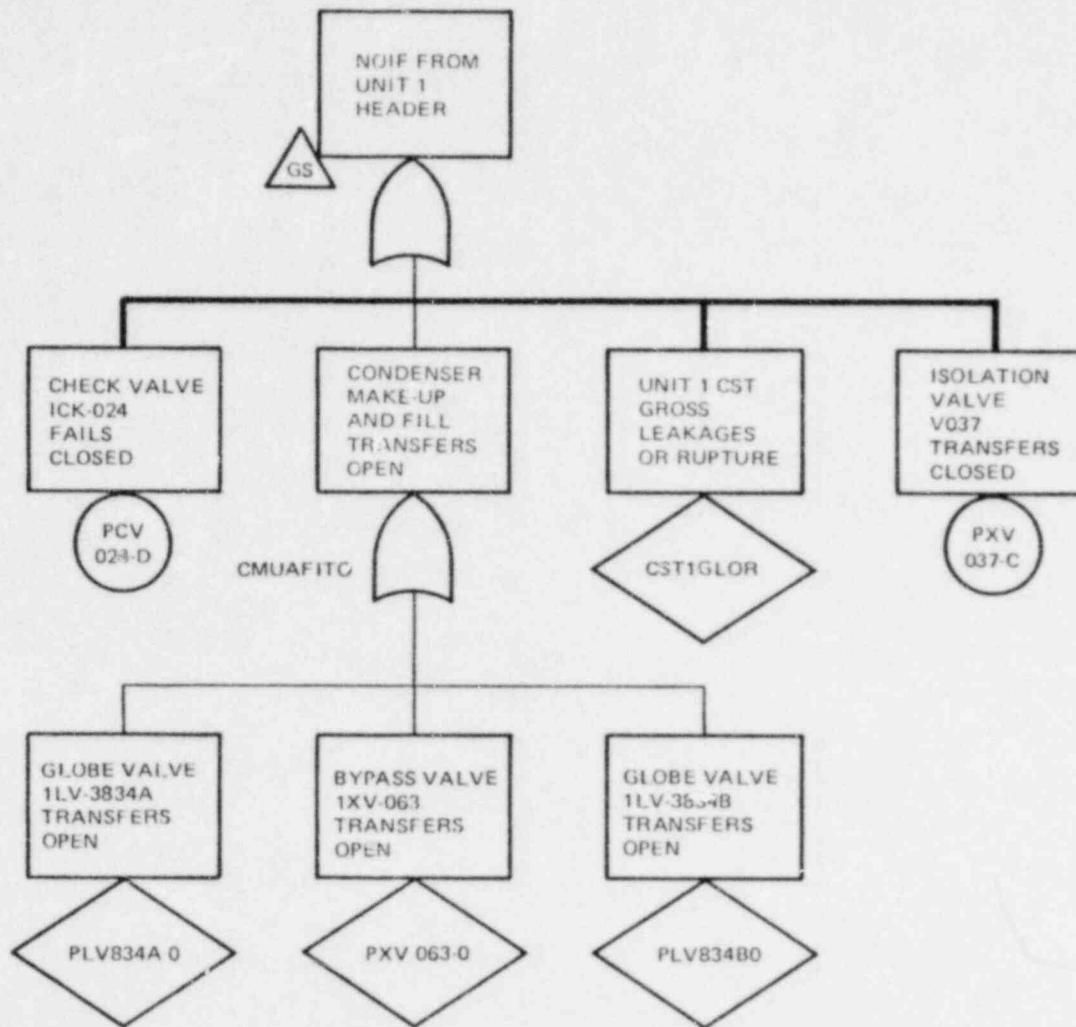 NOIF FROM
UNIT 1
HEADER
GS
CHECK VALVE
ICK-024
FAILS
CLOSED
CONDENSER
MAKE-UP
AND FILL
TRANSFERS
OPEN
UNIT 1 CST
GROSS
LEAKAGES
OR RUPTURE
ISOLATION
VALVE
V037
TRANSFERS
CLOSED
PCV
024-D
CMUAFITO
CST1GLOR
PXV
037-C
GLOBE VALVE
1LV-3834A
TRANSFERS
OPEN
BYPASS VALVE
1XV-063
TRANSFERS
OPEN
GLOBE VALVE
1LV-3834B
TRANSFERS
OPEN
PLV834A 0
PXV 063-0
PLV834B0